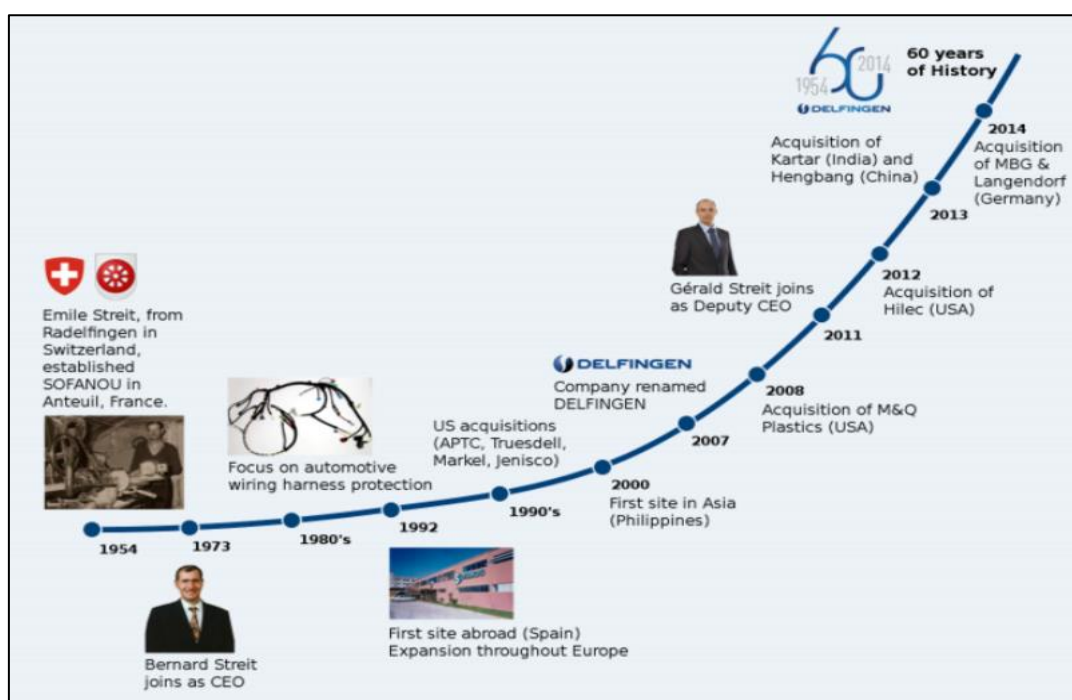 1954
60
2014
DELFINGEN
60 years
of History
2014
Acquisition
of MBG &
Langendorf
(Germany)
Acquisition of
Kartar (India) and
Hengbang (China)
2013
2012
Acquisition of
Hilec (USA)
Gérald Streit joins
as Deputy CEO
2011
2008
Acquisition of M&Q
Plastics (USA)
DELFINGEN
Company renamed
DELFINGEN
2007
2000
First site in Asia
(Philippines)
US acquisitions
(APTC, Truesdell,
Markel, Jenisco)
1990's
1992
First site abroad (Spain)
Expansion throughout Europe
Focus on automotive
wiring harness protection
1980's
1973
Bernard Streit
joins as CEO
Emile Streit, from
Radelfingen in
Switzerland,
established
SOFANOU in
Anteuil, France.
1954